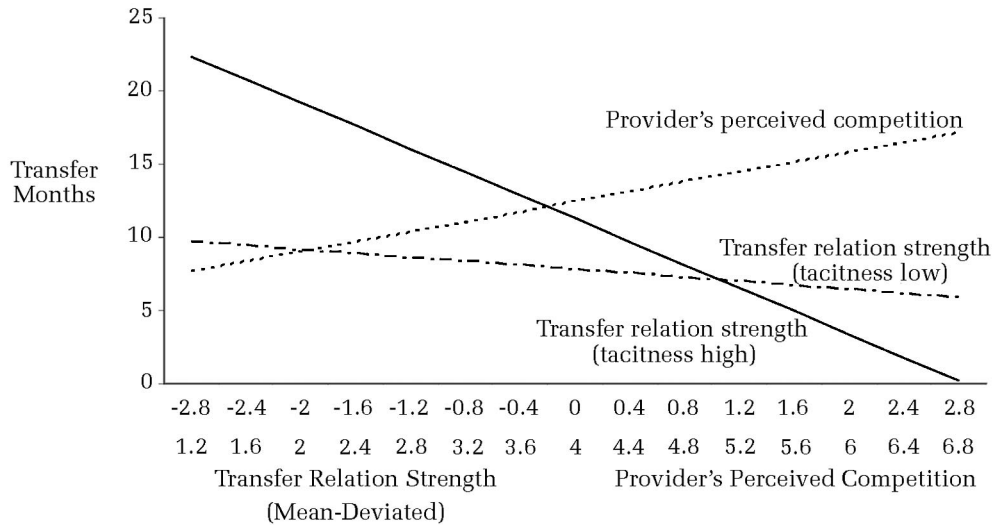 25
20
Provider's perceived competition
Transfer
Months
15
10
Transfer relation strength
(tacitness low)
5
Transfer relation strength
(tacitness high)
0
-2.8 -2.4 -2 -1.6 -1.2 -0.8 -0.4 0 0.4 0.8 1.2 1.6 2 2.4 2.8
1.2 1.6 2 2.4 2.8 3.2 3.6 4 4.4 4.8 5.2 5.6 6 6.4 6.8
Transfer Relation Strength Provider's Perceived Competition
(Mean-Deviated)